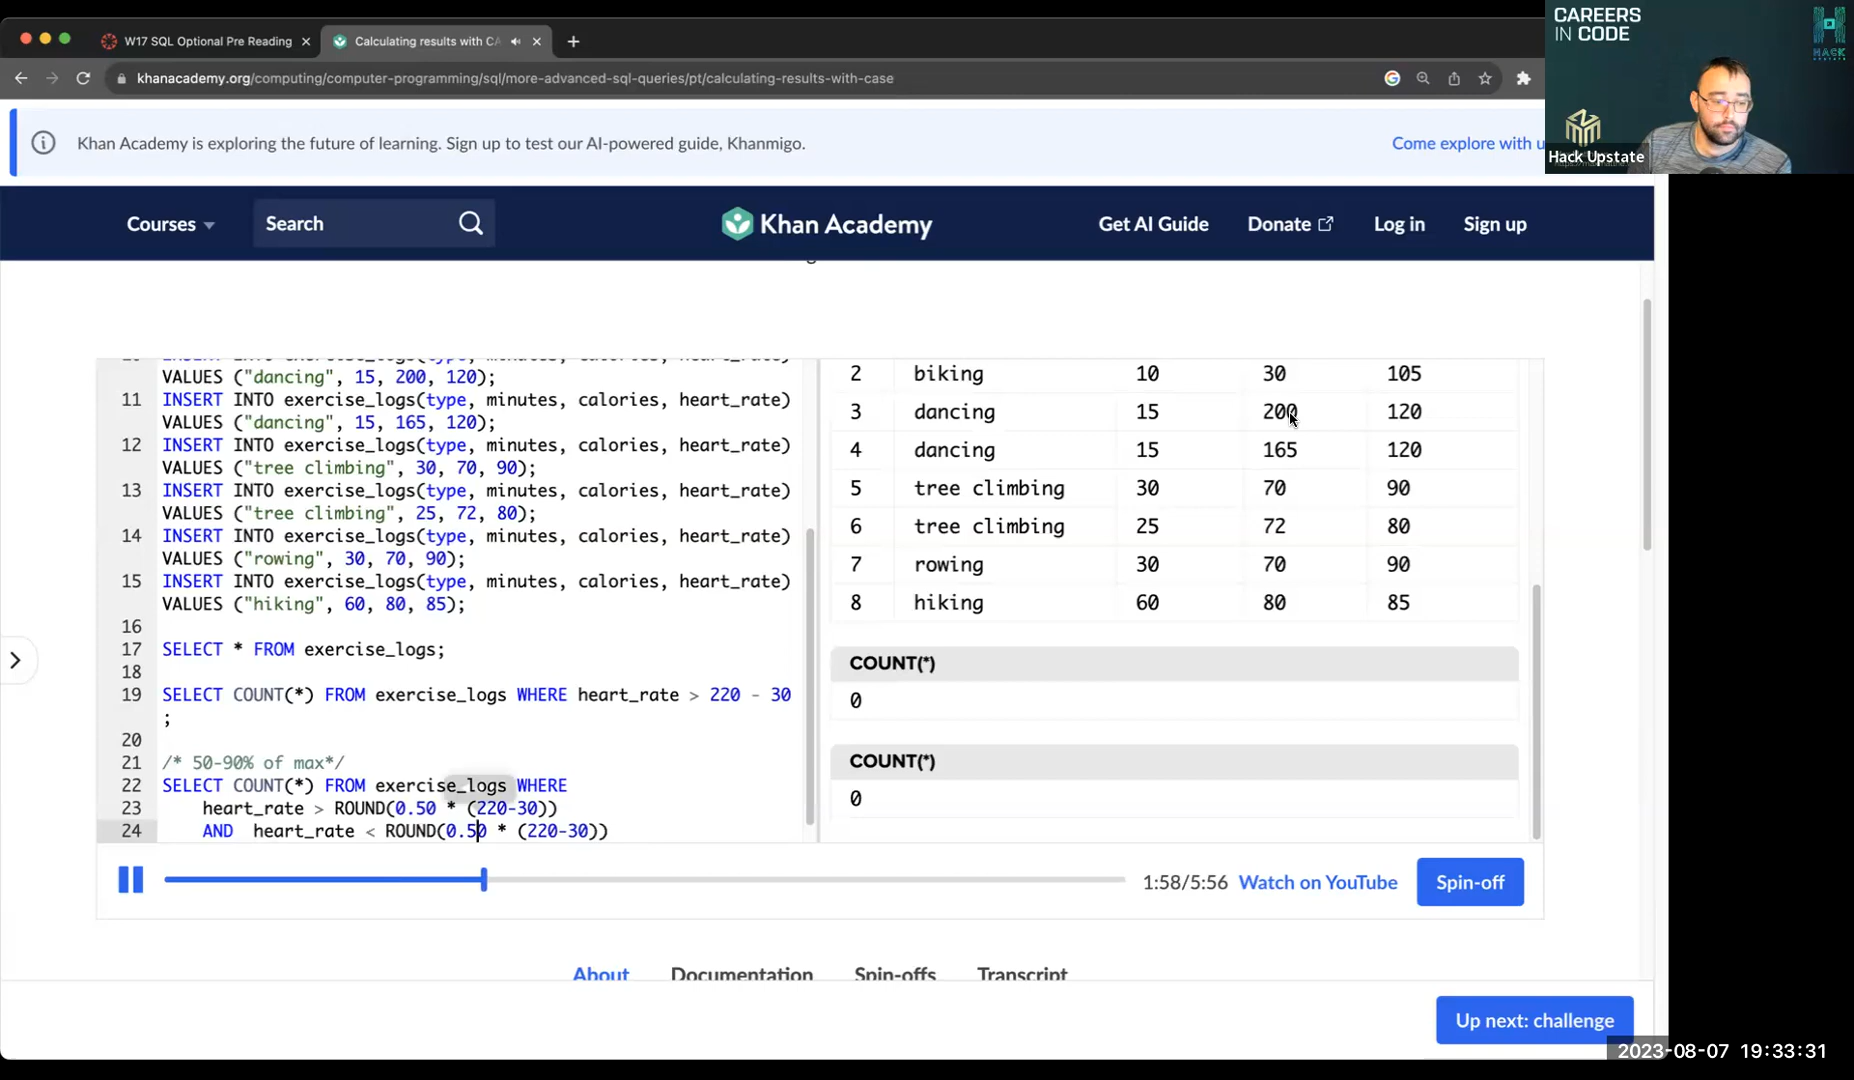 W17 SQL Optional Pre Reading
Calculating results with CA
khanacademy.org/computing/computer-programming/sql/more-advanced-sql-queries/pt/calculating-results-with-case
CAREERS
IN CODE
HACK
UPSTATE
Hack Upstate
Khan Academy is exploring the future of learning. Sign up to test our AI-powered guide, Khanmigo.
Come explore with u
Courses
Search
Khan Academy
Get AI Guide
Donate
Log in
Sign up
INSERT INTO exercise_logs(type, minutes, calories, heart_rate)
VALUES ("dancing", 15, 200, 120);
11 INSERT INTO exercise_logs(type, minutes, calories, heart_rate)
VALUES ("dancing", 15, 165, 120);
12 INSERT INTO exercise_logs(type, minutes, calories, heart_rate)
VALUES ("tree climbing", 30, 70, 90);
13 INSERT INTO exercise_logs(type, minutes, calories, heart_rate)
VALUES ("tree climbing", 25, 72, 80);
14 INSERT INTO exercise_logs(type, minutes, calories, heart_rate)
VALUES ("rowing", 30, 70, 90);
15 INSERT INTO exercise_logs(type, minutes, calories, heart_rate)
VALUES ("hiking", 60, 80, 85);
16
17 SELECT * FROM exercise_logs;
18
19 SELECT COUNT(*) FROM exercise_logs WHERE heart_rate > 220 - 30
;
20
21 /* 50-90% of max*/
22 SELECT COUNT(*) FROM exercise_logs WHERE
23 heart_rate > ROUND(0.50 * (220-30))
24 AND heart_rate < ROUND(0.50 * (220-30))
2 biking 10 30 105
3 dancing 15 200 120
4 dancing 15 165 120
5 tree climbing 30 70 90
6 tree climbing 25 72 80
7 rowing 30 70 90
8 hiking 60 80 85
COUNT(*)
0
COUNT(*)
0
1:58/5:56
Watch on YouTube
Spin-off
About
Documentation
Spin-offs
Transcript
Up next: challenge
2023-08-07 19:33:31